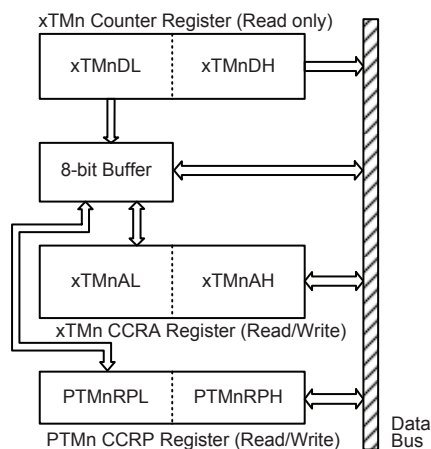 xTMn Counter Register (Read only)
xTMnDL xTMnDH
8-bit Buffer
xTMnAL xTMnAH
xTMn CCRA Register (Read/Write)
PTMnRPL PTMnRPH
PTMn CCRP Register (Read/Write)
Data
Bus